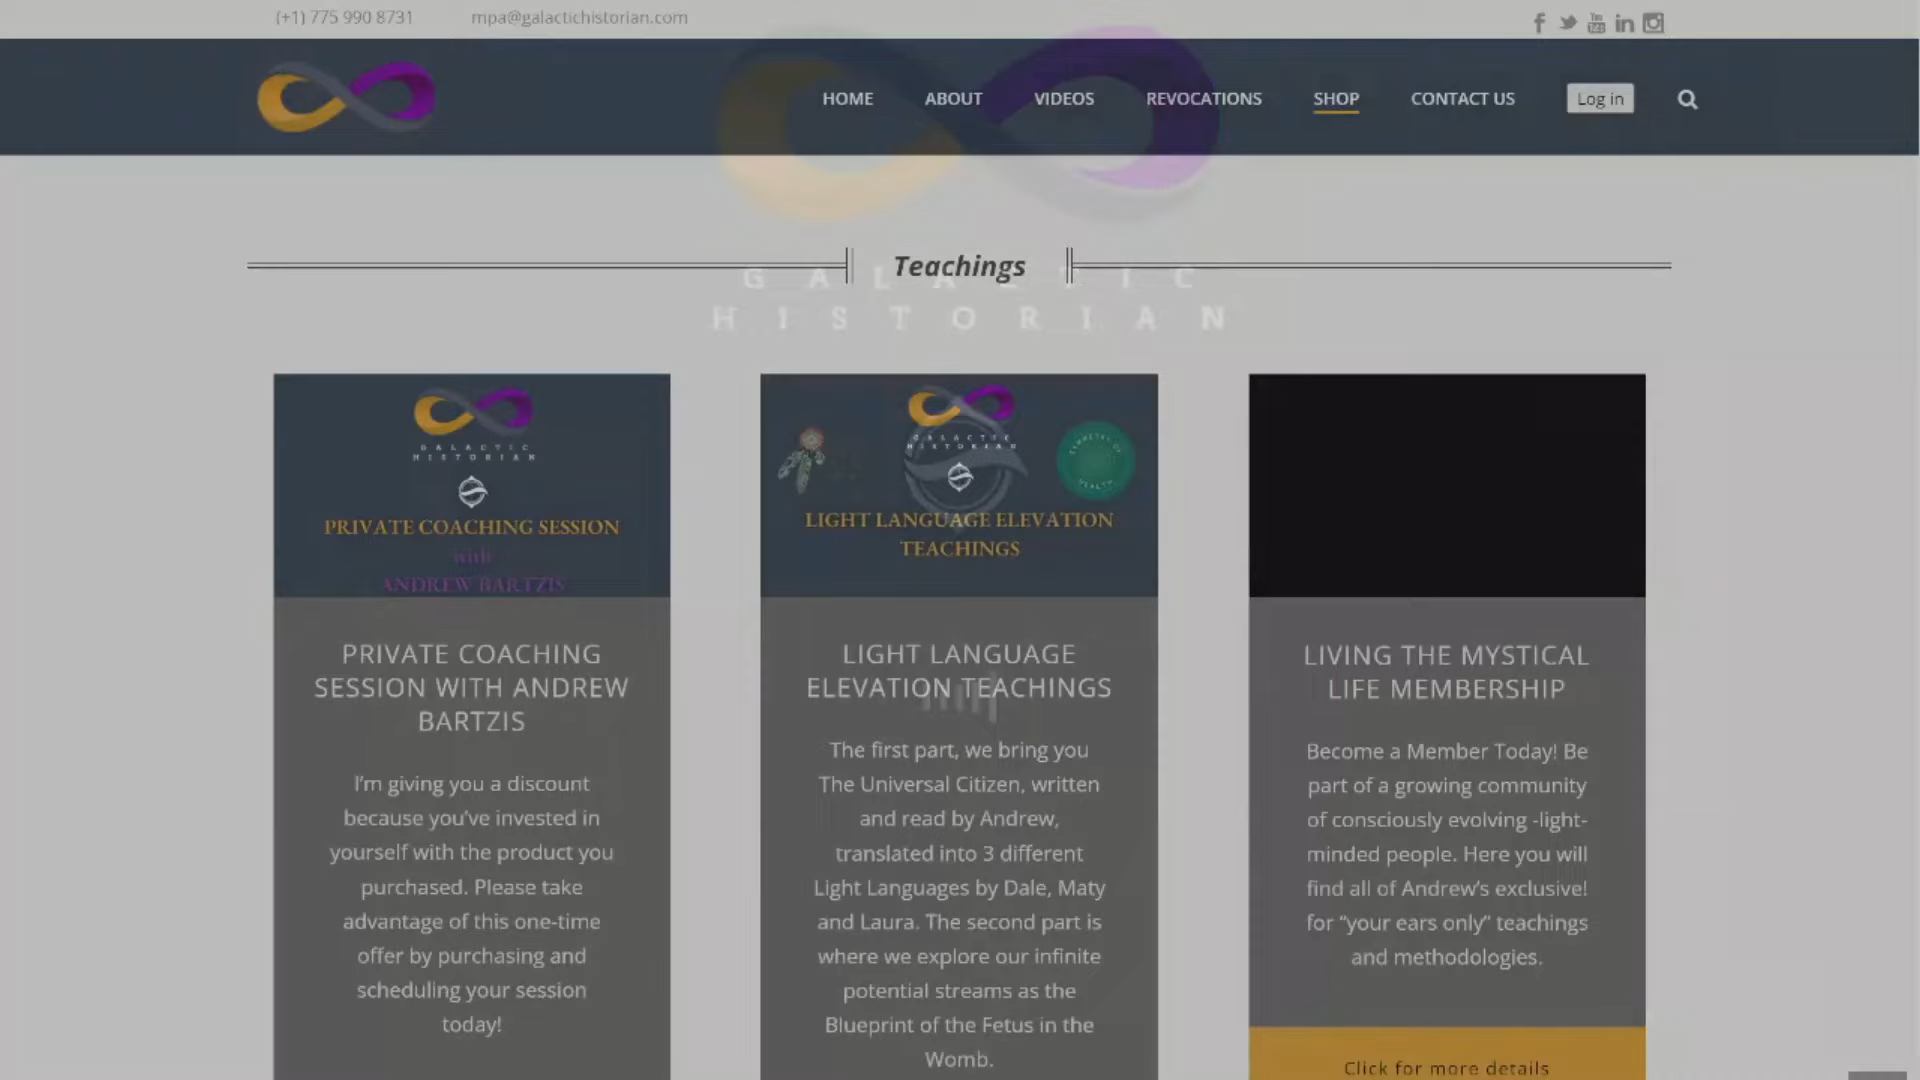 (+1) 775 990 8731 mpa@galactichistorian.com
HOME ABOUT VIDEOS REVOCATIONS SHOP CONTACT US Log in
Teachings
GALACTIC
HISTORIAN
GALACTIC
HISTORIAN
PRIVATE COACHING SESSION
with
ANDREW BARTZIS
PRIVATE COACHING
SESSION WITH ANDREW
BARTZIS
I'm giving you a discount
because you've invested in
yourself with the product you
purchased. Please take
advantage of this one-time
offer by purchasing and
scheduling your session
today!
GALACTIC
HISTORIAN
LIGHT LANGUAGE ELEVATION
TEACHINGS
LIGHT LANGUAGE
ELEVATION TEACHINGS
The first part, we bring you
The Universal Citizen, written
and read by Andrew,
translated into 3 different
Light Languages by Dale, Maty
and Laura. The second part is
where we explore our infinite
potential streams as the
Blueprint of the Fetus in the
Womb.
LIVING THE MYSTICAL
LIFE MEMBERSHIP
Become a Member Today! Be
part of a growing community
of consciously evolving -light-
minded people. Here you will
find all of Andrew's exclusive!
for "your ears only" teachings
and methodologies.
Click for more details